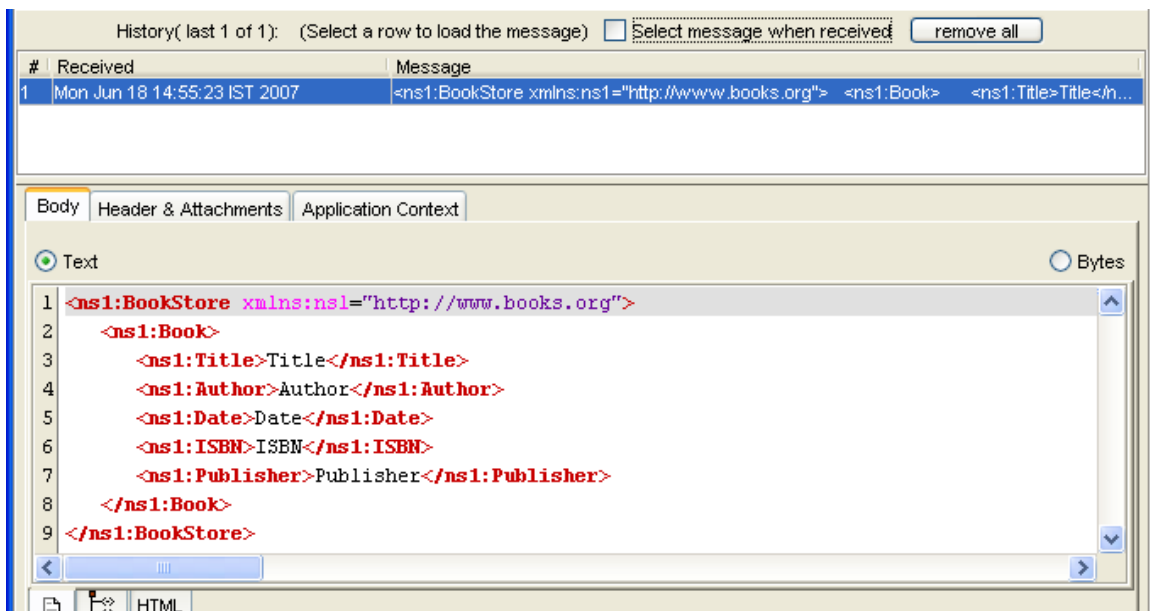 History( last 1 of 1): (Select a row to load the message) Select message when received remove all
# Received Message
1 Mon Jun 18 14:55:23 IST 2007 <ns1:BookStore xmlns:ns1="http://www.books.org"> <ns1:Book> <ns1:Title>Title</n...
Body Header & Attachments Application Context
Text Bytes
1 <ns1:BookStore xmlns:ns1="http://www.books.org">
2 <ns1:Book>
3 <ns1:Title>Title</ns1:Title>
4 <ns1:Author>Author</ns1:Author>
5 <ns1:Date>Date</ns1:Date>
6 <ns1:ISBN>ISBN</ns1:ISBN>
7 <ns1:Publisher>Publisher</ns1:Publisher>
8 </ns1:Book>
9 </ns1:BookStore>
HTML